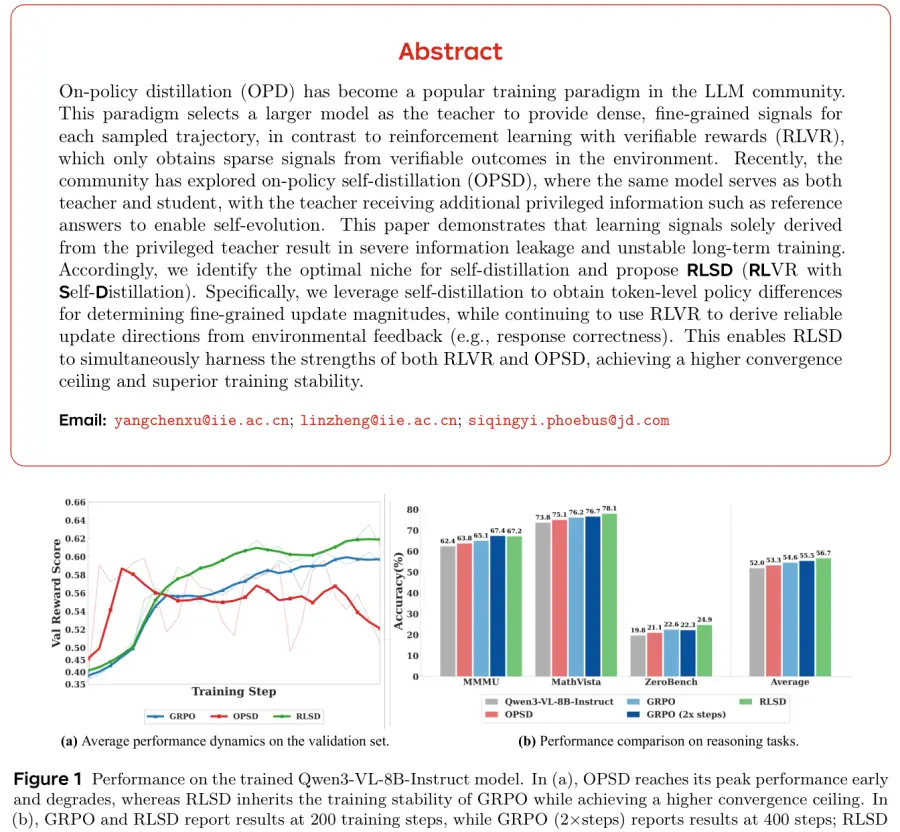 Abstract
On-policy distillation (OPD) has become a popular training paradigm in the LLM community.
This paradigm selects a larger model as the teacher to provide dense, fine-grained signals for
each sampled trajectory, in contrast to reinforcement learning with verifiable rewards (RLVR),
which only obtains sparse signals from verifiable outcomes in the environment. Recently, the
community has explored on-policy self-distillation (OPSD), where the same model serves as both
teacher and student, with the teacher receiving additional privileged information such as reference
answers to enable self-evolution. This paper demonstrates that learning signals solely derived
from the privileged teacher result in severe information leakage and unstable long-term training.
Accordingly, we identify the optimal niche for self-distillation and propose RLSD (RLVR with
Self-Distillation). Specifically, we leverage self-distillation to obtain token-level policy differences
for determining fine-grained update magnitudes, while continuing to use RLVR to derive reliable
update directions from environmental feedback (e.g., response correctness). This enables RLSD
to simultaneously harness the strengths of both RLVR and OPSD, achieving a higher convergence
ceiling and superior training stability.
Email: yangchenxu@iie.ac.cn; linzheng@iie.ac.cn; siqingyi.phoebus@jd.com
Val Reward Score
0.66
0.64
0.62
0.60
0.58
0.56
0.54
0.52
0.50
0.45
0.40
0.35
Training Step
GRPO OPSD RLSD
(a) Average performance dynamics on the validation set.
Accuracy(%)
80
70
60
50
40
30
20
10
0
62.4 63.8 65.1 67.4 67.2
73.8 75.1 76.2 76.7 78.1
19.8 21.1 22.6 22.3 24.9
52.0 53.3 54.6 55.5 56.7
MMMU MathVista ZeroBench Average
Qwen3-VL-8B-Instruct GRPO RLSD
OPSD GRPO (2x steps)
(b) Performance comparison on reasoning tasks.
Figure 1 Performance on the trained Qwen3-VL-8B-Instruct model. In (a), OPSD reaches its peak performance early
and degrades, whereas RLSD inherits the training stability of GRPO while achieving a higher convergence ceiling. In
(b), GRPO and RLSD report results at 200 training steps, while GRPO (2×steps) reports results at 400 steps; RLSD